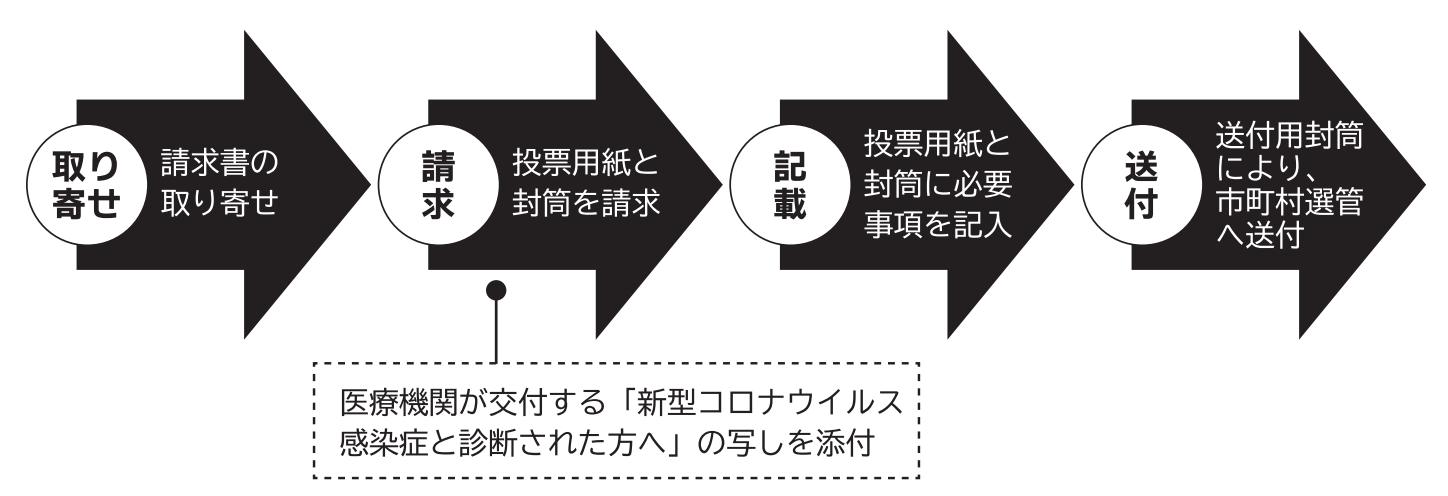 取り
寄せ
請求書の
取り寄せ
請
求
投票用紙と
封筒を請求
記
載
投票用紙と
封筒に必要
事項を記入
送
付
送付用封筒
により、
市町村選管
へ送付
医療機関が交付する「新型コロナウイルス
感染症と診断された方へ」の写しを添付